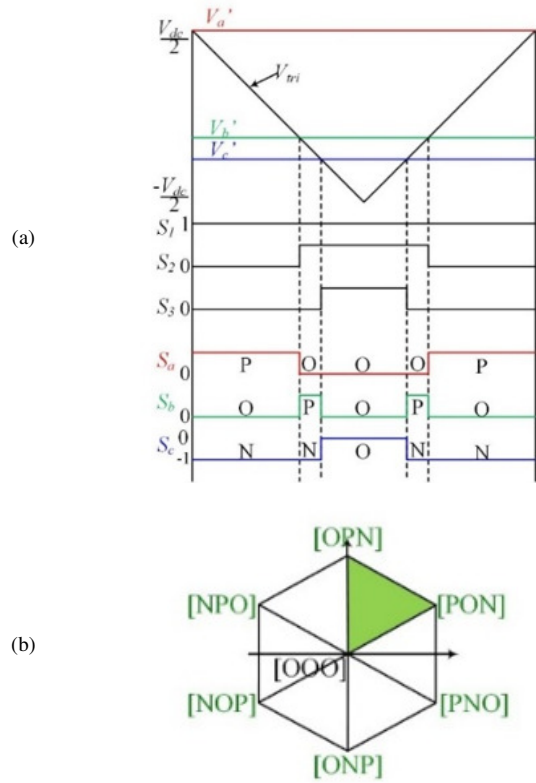 V_dc/2
V_a'
V_tri
V_b'
V_c'
-V_dc/2
(a)
S_1 1
S_2 0
S_3 0
S_a 0 P O O O P
S_b 0 O P O P O
S_c 0 -1 N N O N N
[OPN]
[NPO] [PON]
(b)
[OOO]
[NOP] [PNO]
[ONP]